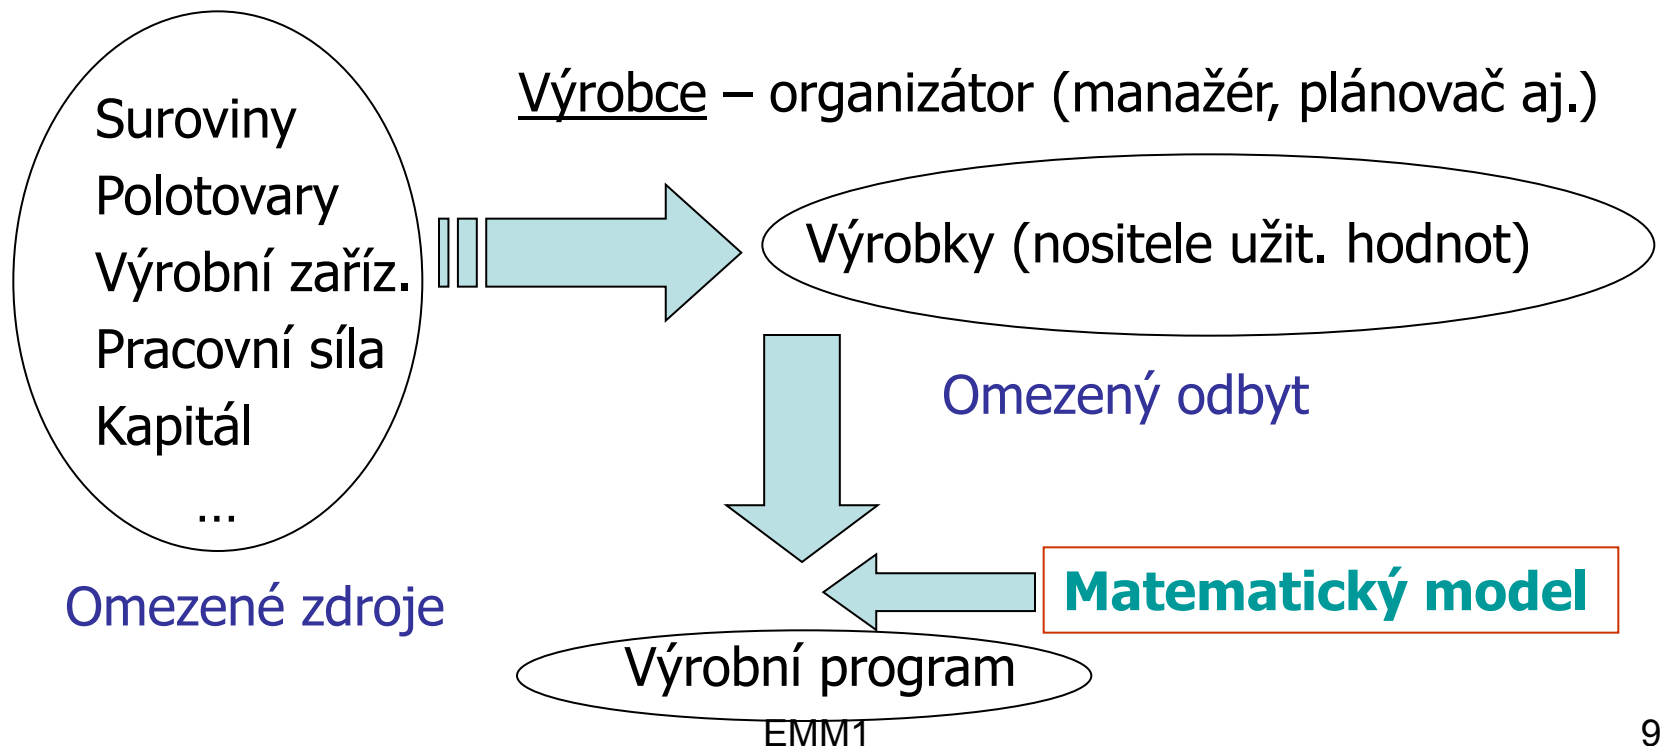 Výrobce – organizátor (manažér, plánovač aj.)
Suroviny
Polotovary
Výrobní zaříz.
Pracovní síla
Kapitál
...
Omezené zdroje
Výrobky (nositele užit. hodnot)
Omezený odbyt
Matematický model
Výrobní program
EMM1
9